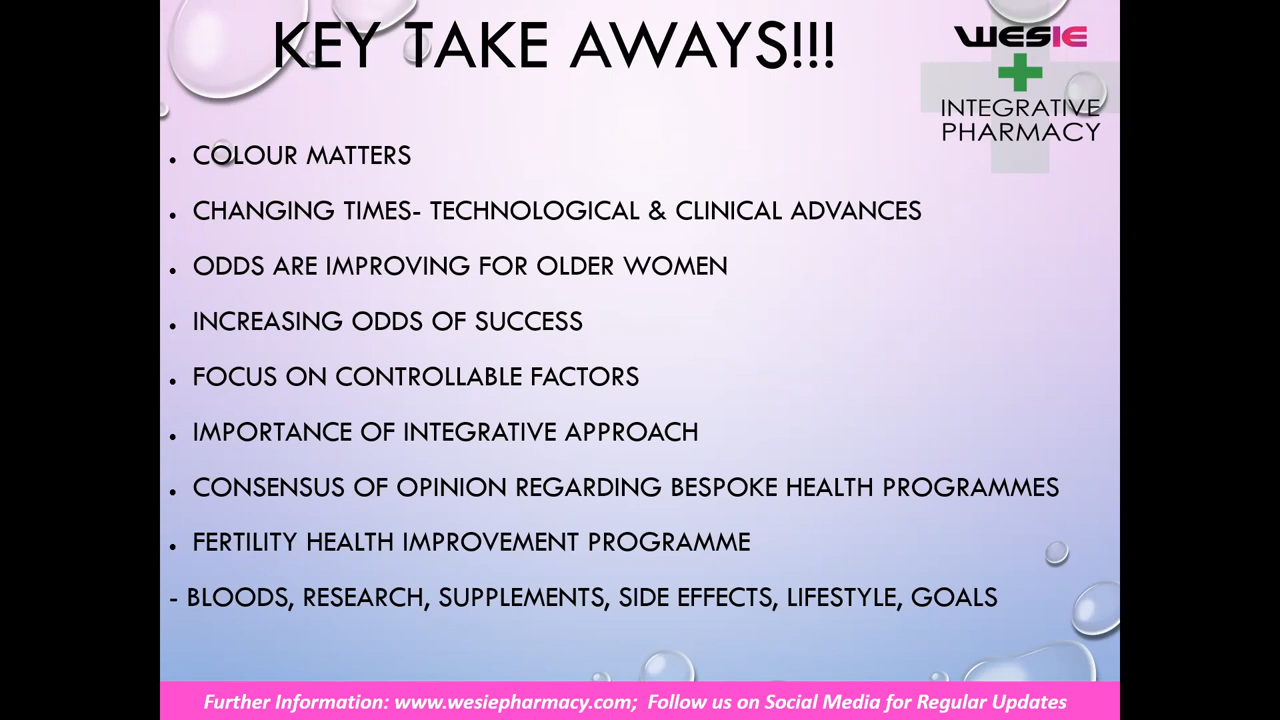 KEY TAKE AWAYS!!!
WESIE
INTEGRATIVE
PHARMACY
. COLOUR MATTERS
. CHANGING TIMES- TECHNOLOGICAL & CLINICAL ADVANCES
. ODDS ARE IMPROVING FOR OLDER WOMEN
. INCREASING ODDS OF SUCCESS
. FOCUS ON CONTROLLABLE FACTORS
. IMPORTANCE OF INTEGRATIVE APPROACH
. CONSENSUS OF OPINION REGARDING BESPOKE HEALTH PROGRAMMES
. FERTILITY HEALTH IMPROVEMENT PROGRAMME
- BLOODS, RESEARCH, SUPPLEMENTS, SIDE EFFECTS, LIFESTYLE, GOALS
Further Information: www.wesiepharmacy.com; Follow us on Social Media for Regular Updates